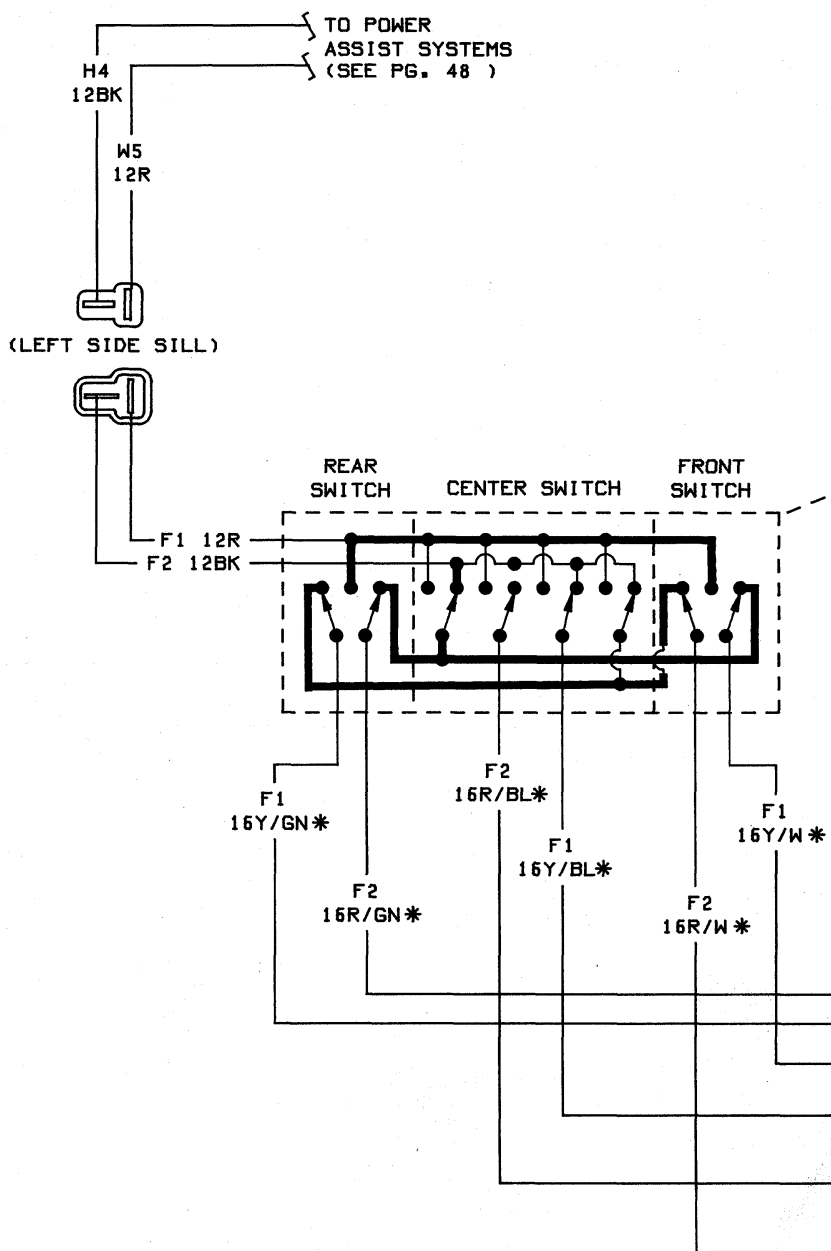 TO POWER
ASSIST SYSTEMS
(SEE PG. 48 )
H4
12BK
W5
12R
(LEFT SIDE SILL)
REAR
SWITCH
CENTER SWITCH
FRONT
SWITCH
F1 12R
F2 12BK
F2
16R/BL*
F1
16Y/GN*
F1
16Y/W*
F1
16Y/BL*
F2
16R/GN*
F2
16R/W*